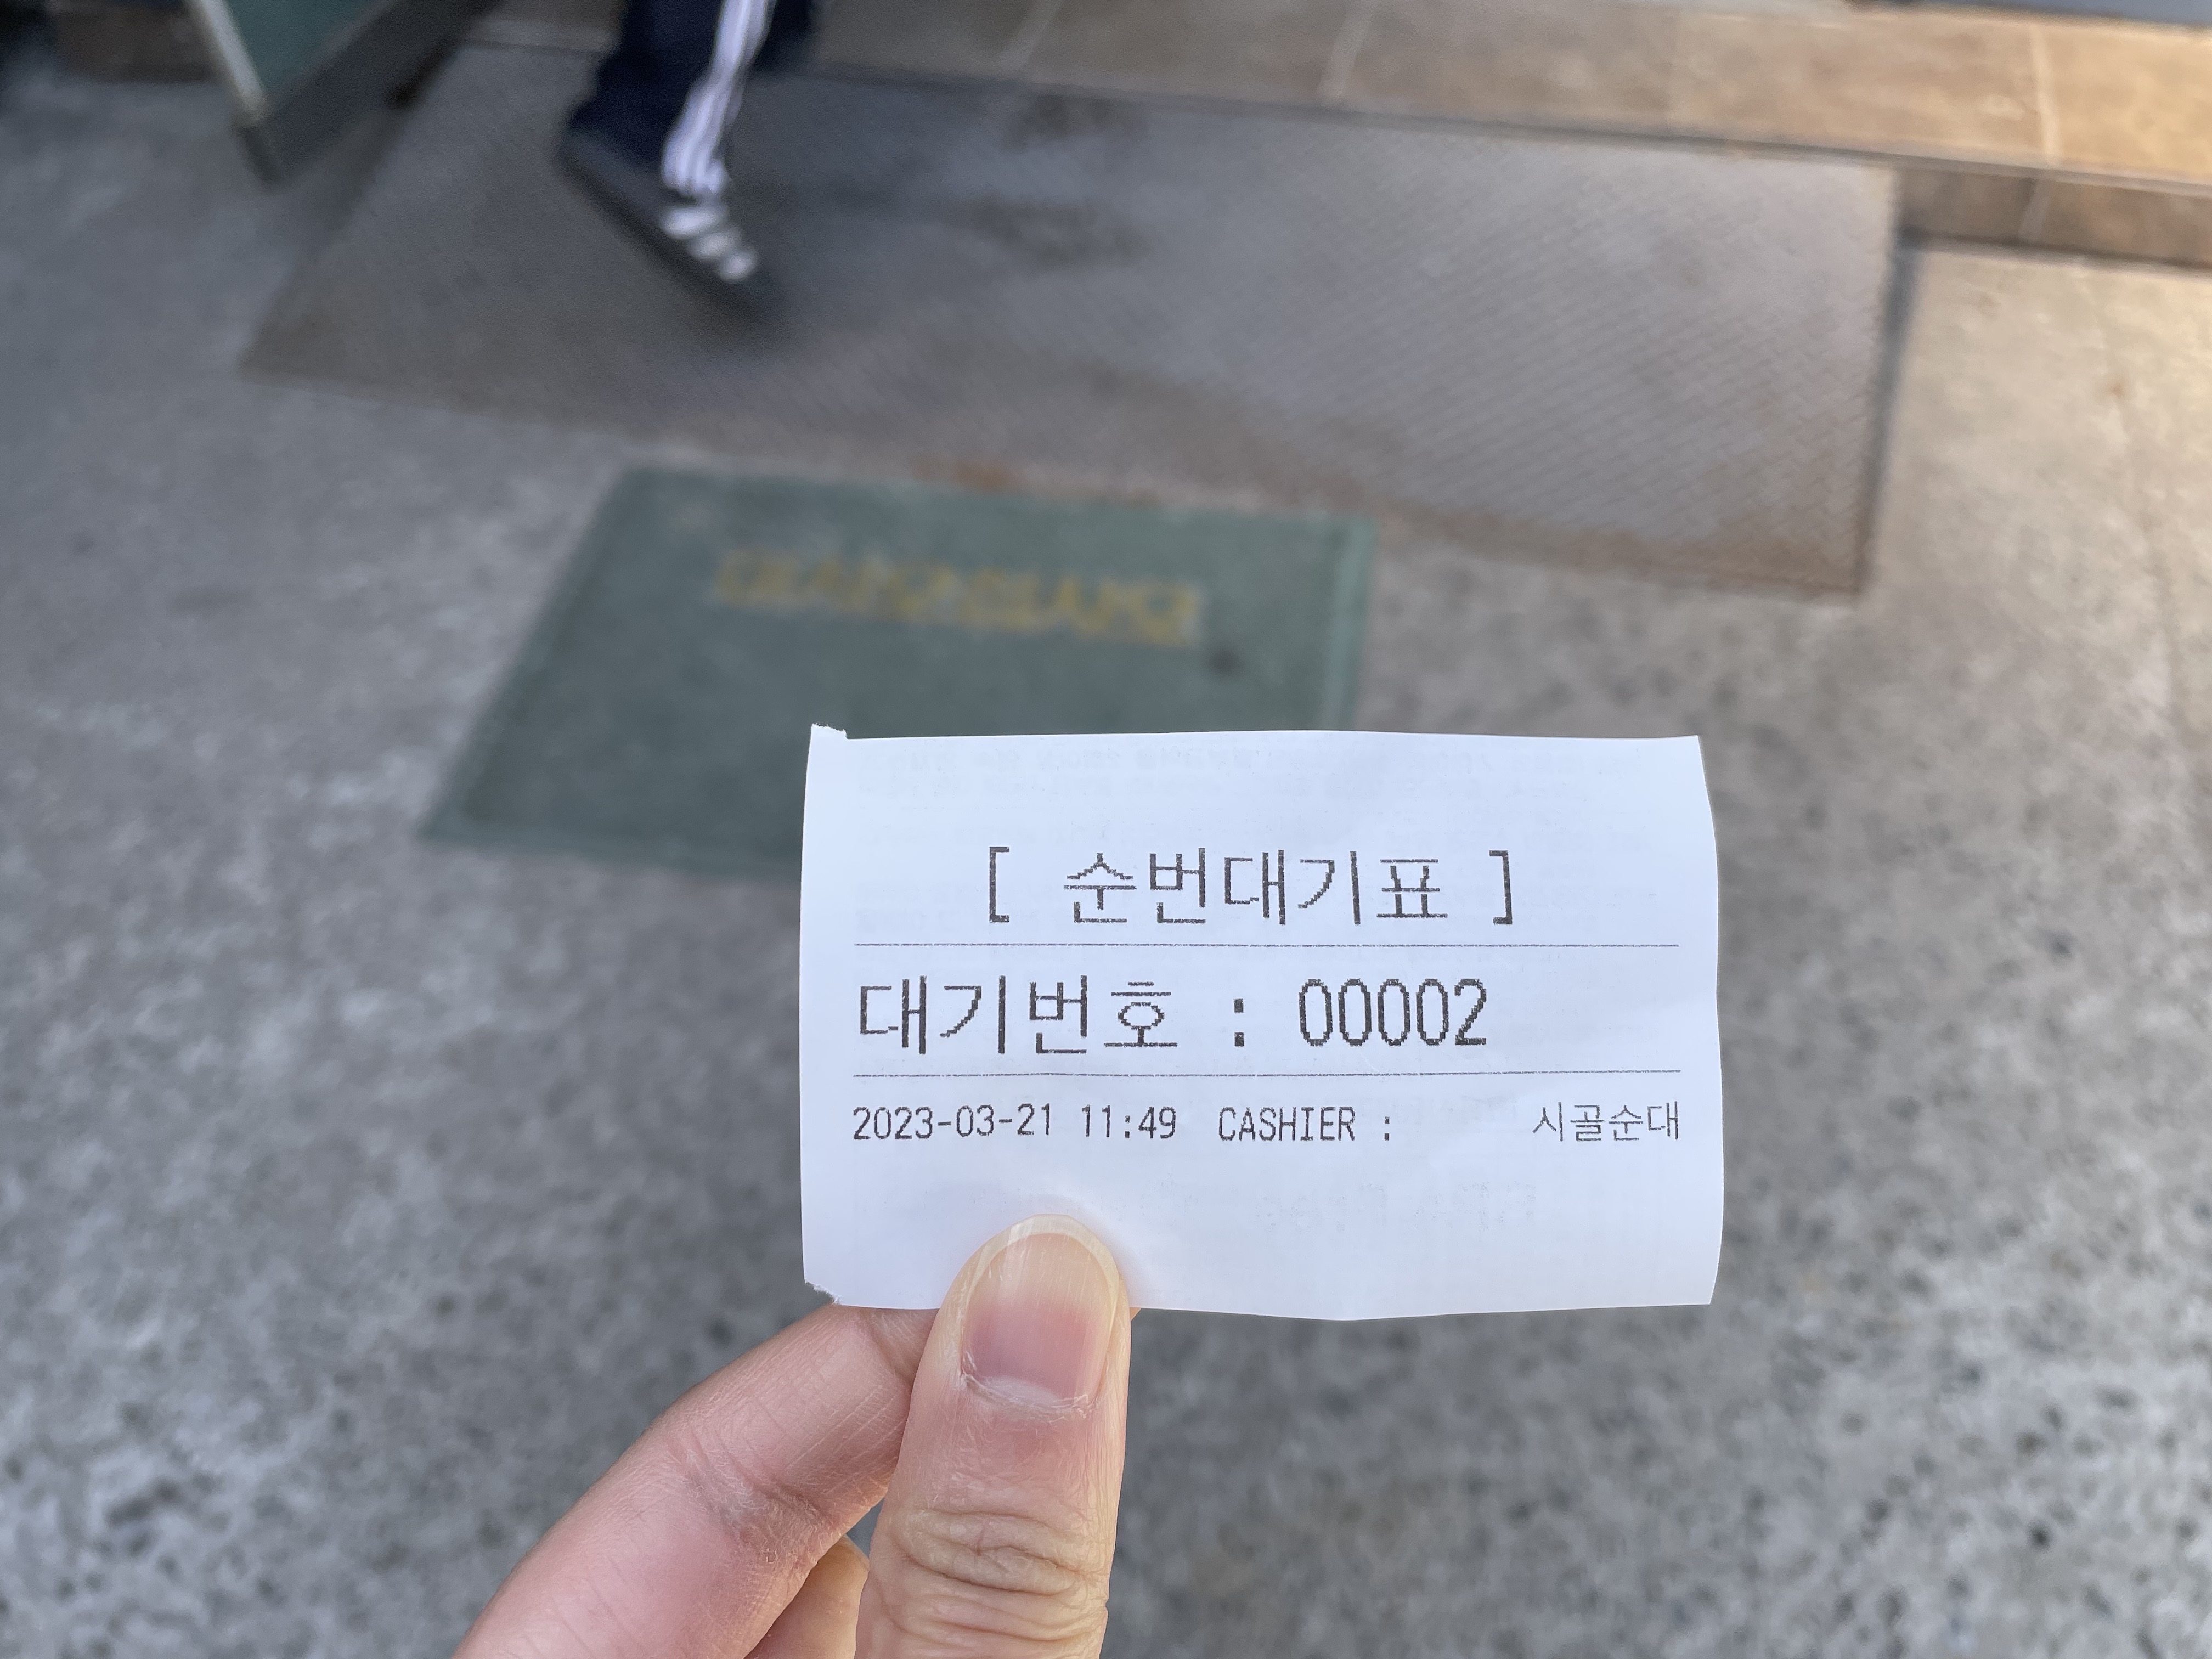 [ 순번대기표 ]
대기번호 : 00002
2023-03-21 11:49 CASHIER : 시골순대